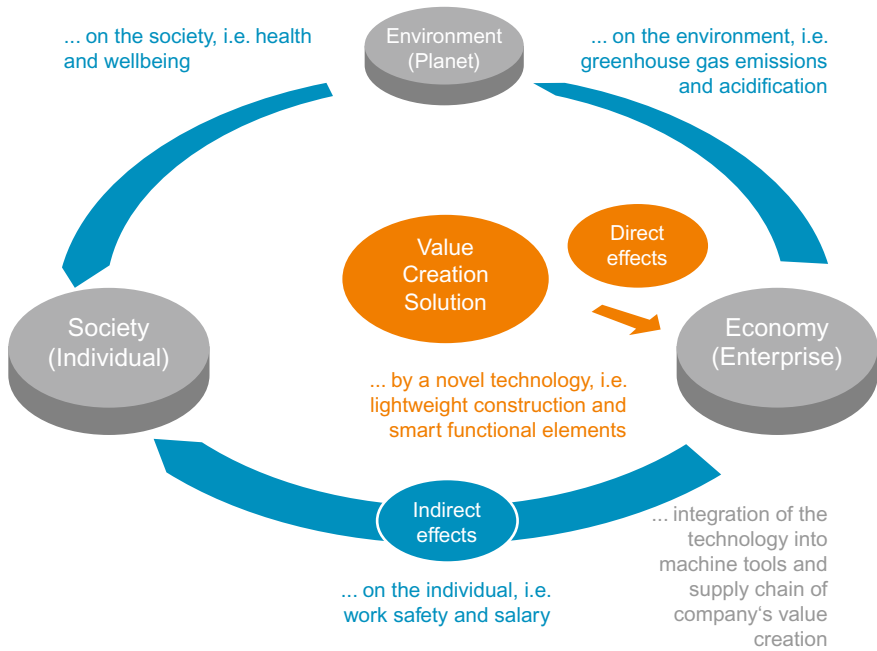 ... on the society, i.e. health
and wellbeing
Environment
(Planet)
... on the environment, i.e.
greenhouse gas emissions
and acidification
Value
Creation
Solution
Direct
effects
Society
(Individual)
Economy
(Enterprise)
... by a novel technology, i.e.
lightweight construction and
smart functional elements
Indirect
effects
... on the individual, i.e.
work safety and salary
... integration of the
technology into
machine tools and
supply chain of
company‘s value
creation